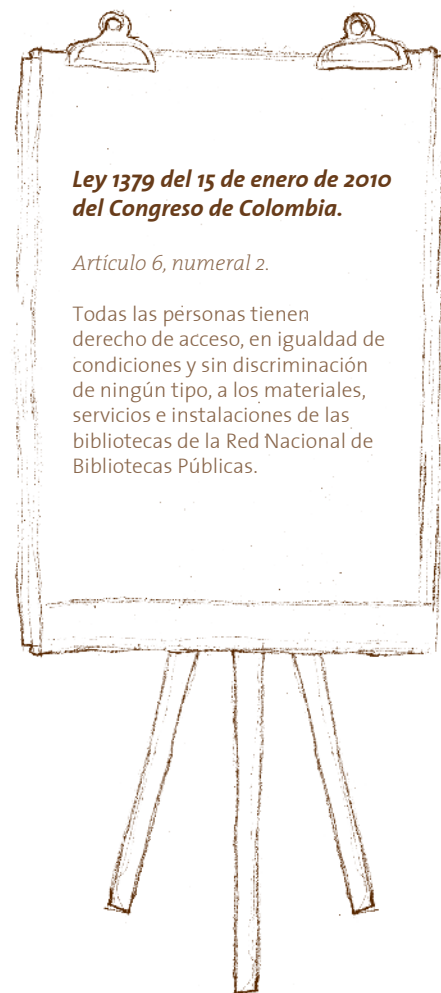 Ley 1379 del 15 de enero de 2010
del Congreso de Colombia.
Artículo 6, numeral 2.
Todas las personas tienen
derecho de acceso, en igualdad de
condiciones y sin discriminación
de ningún tipo, a los materiales,
servicios e instalaciones de las
bibliotecas de la Red Nacional de
Bibliotecas Públicas.